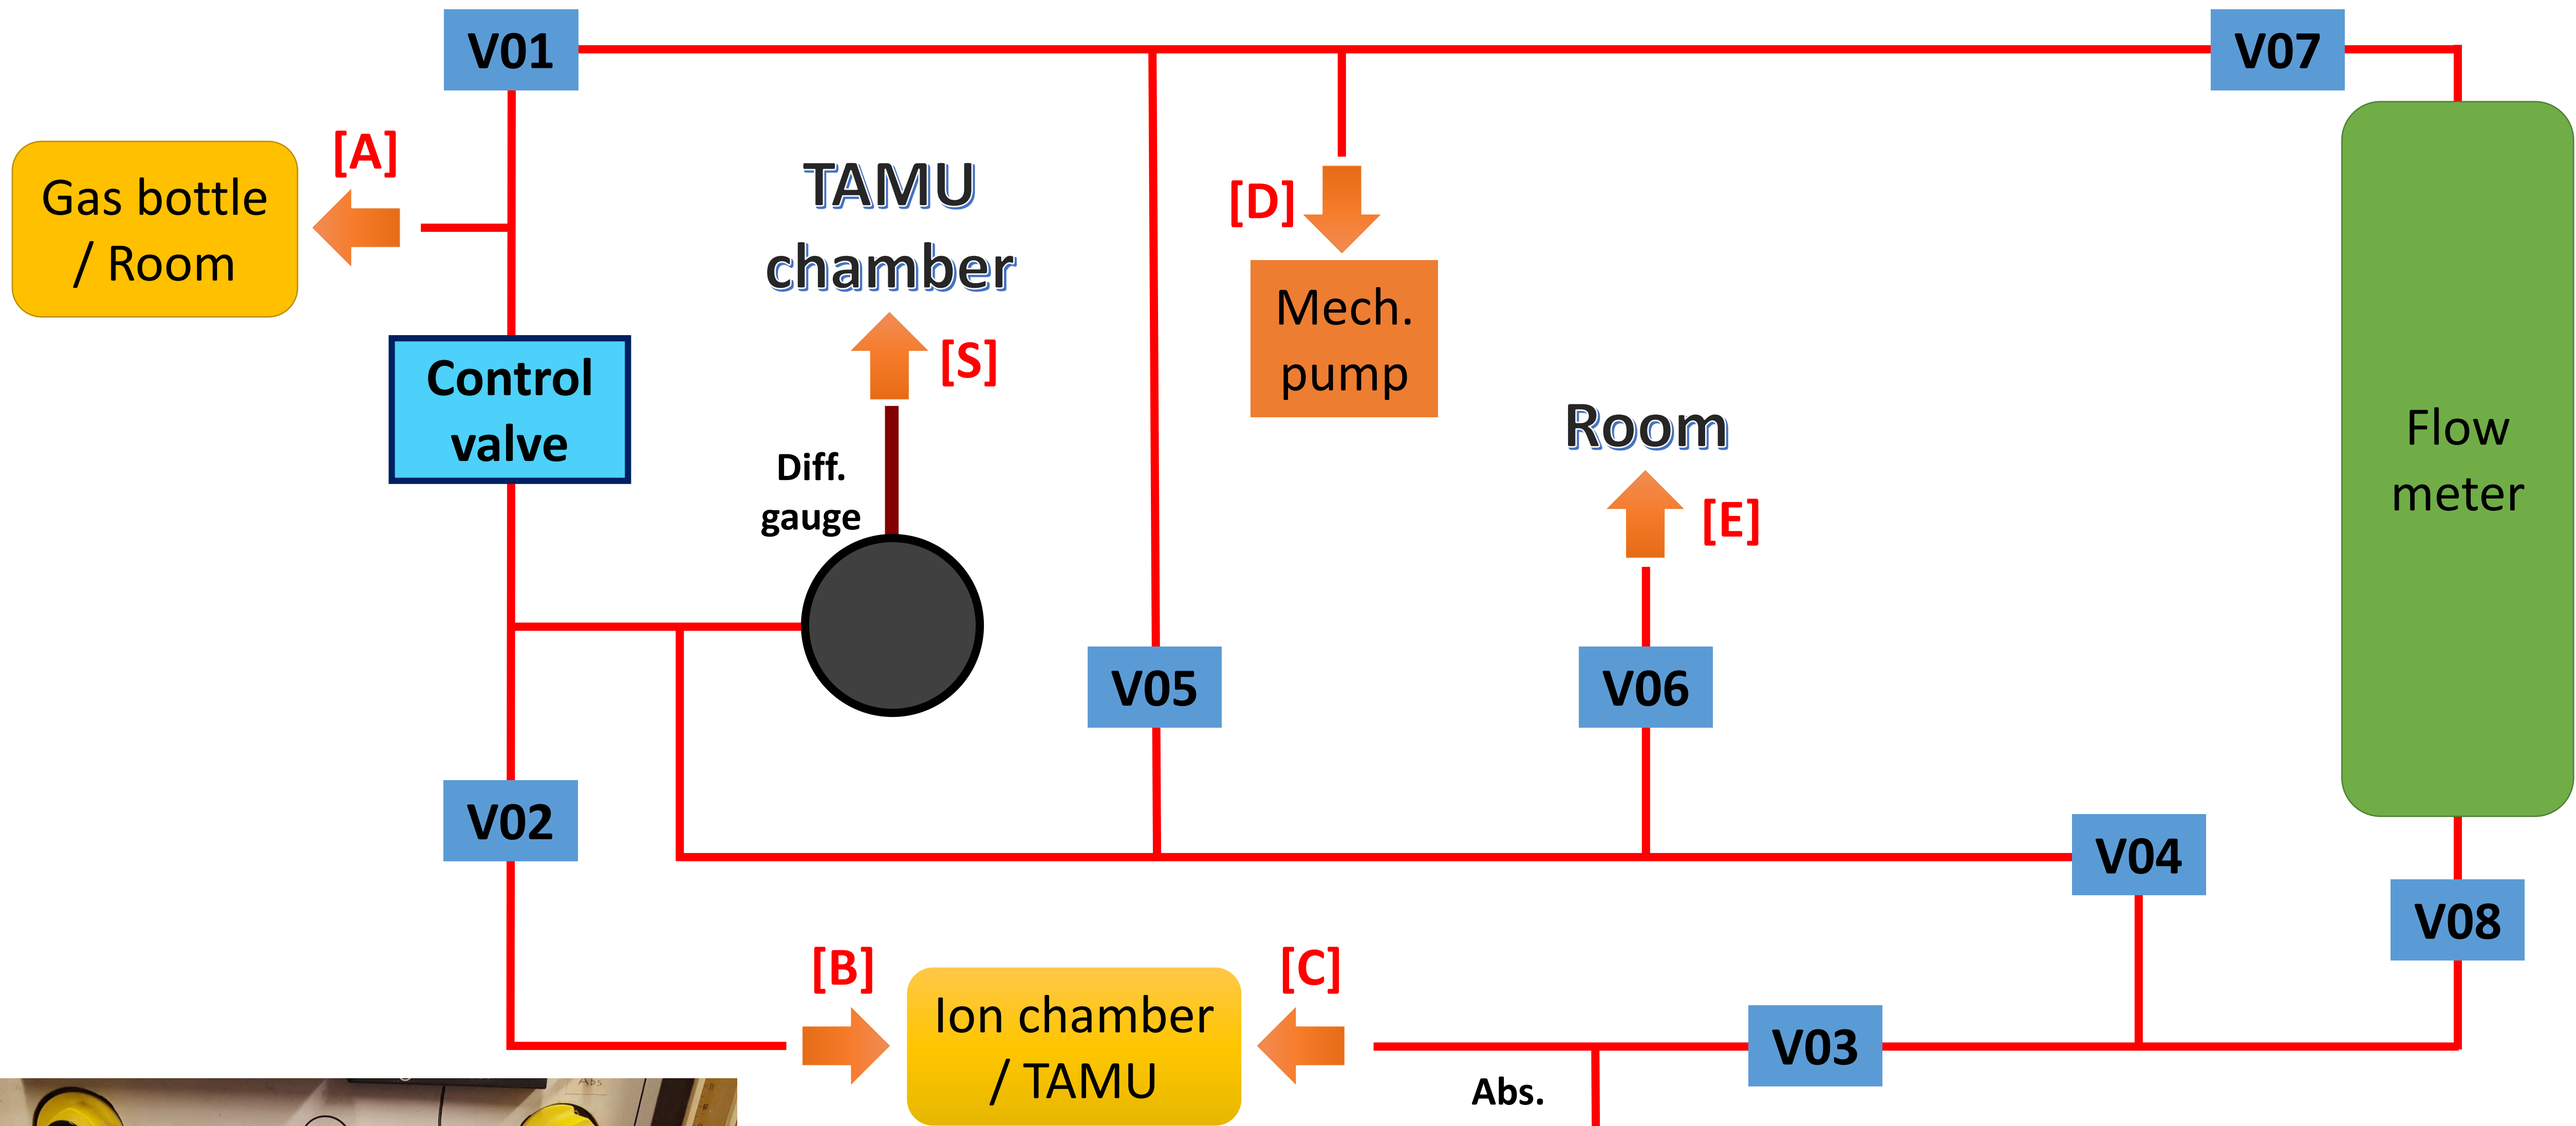 V01
V07
[A]
Gas bottle
/ Room
TAMU
chamber
[D]
[S]
Mech.
pump
Control
valve
Room
Flow
meter
Diff.
gauge
[E]
V05
V06
V02
V04
V08
[B]
[C]
Ion chamber
/ TAMU
V03
Abs.
Abs